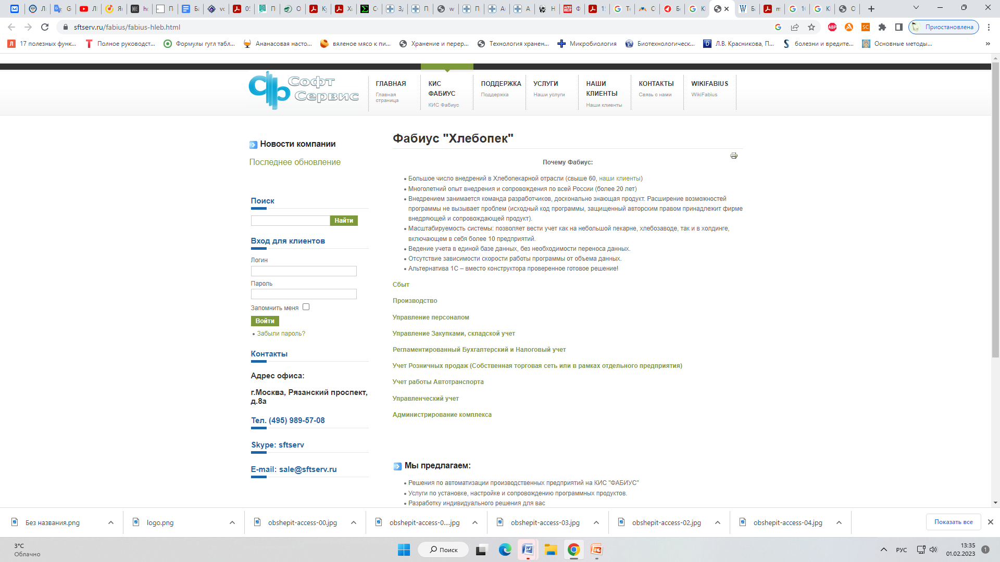 sftserv.ru/fabius/fabius-hleb.html
Приостановлена
17 полезных функ...
Полное руководст...
Формулы гугл табл...
Ананасовая насто...
вяленое мясо к пи...
Хранение и перер...
Технология хранен...
Микробиология
Биотехнологическ...
Л.В. Красникова, П...
болезни и вредите...
Основные методы...
Софт
Сервис
ГЛАВНАЯ
Главная
страница
КИС
ФАБИУС
КИС Фабиус
ПОДДЕРЖКА
Поддержка
УСЛУГИ
Наши услуги
НАШИ
КЛИЕНТЫ
Наши клиенты
КОНТАКТЫ
Связь с нами
WIKIFABIUS
WikiFabius
Новости компании
Последнее обновление
Поиск
Найти
Вход для клиентов
Логин
Пароль
Запомнить меня
Войти
Забыли пароль?
Контакты
Адрес офиса:
г.Москва, Рязанский проспект,
д.8а
Тел. (495) 989-57-08
Skype: sftserv
E-mail: sale@sftserv.ru
Фабиус "Хлебопек"
Почему Фабиус:
Большое число внедрений в Хлебопекарной отрасли (свыше 60, наши клиенты)
Многолетний опыт внедрения и сопровождения по всей России (более 20 лет)
Внедрением занимается команда разработчиков, досконально знающая продукт. Расширение возможностей
программы не вызывает проблем (исходный код программы, защищенный авторским правом принадлежит фирме
внедряющей и сопровождающей продукт).
Масштабируемость системы: позволяет вести учет как на небольшой пекарне, хлебозаводе, так и в холдинге,
включающем в себя более 10 предприятий.
Ведение учета в единой базе данных, без необходимости переноса данных.
Отсутствие зависимости скорости работы программы от объема данных.
Альтернатива 1С – вместо конструктора проверенное готовое решение!
Сбыт
Производство
Управление персоналом
Управление Закупками, складской учет
Регламентированный Бухгалтерский и Налоговый учет
Учет Розничных продаж (Собственная торговая сеть или в рамках отдельного предприятия)
Учет работы Автотранспорта
Управленческий учет
Администрирование комплекса
Мы предлагаем:
Решения по автоматизации производственных предприятий на КИС "ФАБИУС"
Услуги по установке, настройке и сопровождению программных продуктов.
Разработку индивидуального решения для вас
Без названия.png
logo.png
obshepit-access-00.jpg
obshepit-access-0....jpg
obshepit-access-03.jpg
obshepit-access-02.jpg
obshepit-access-04.jpg
Показать все
3°C
Облачно
Поиск
РУС
13:35
01.02.2023
1